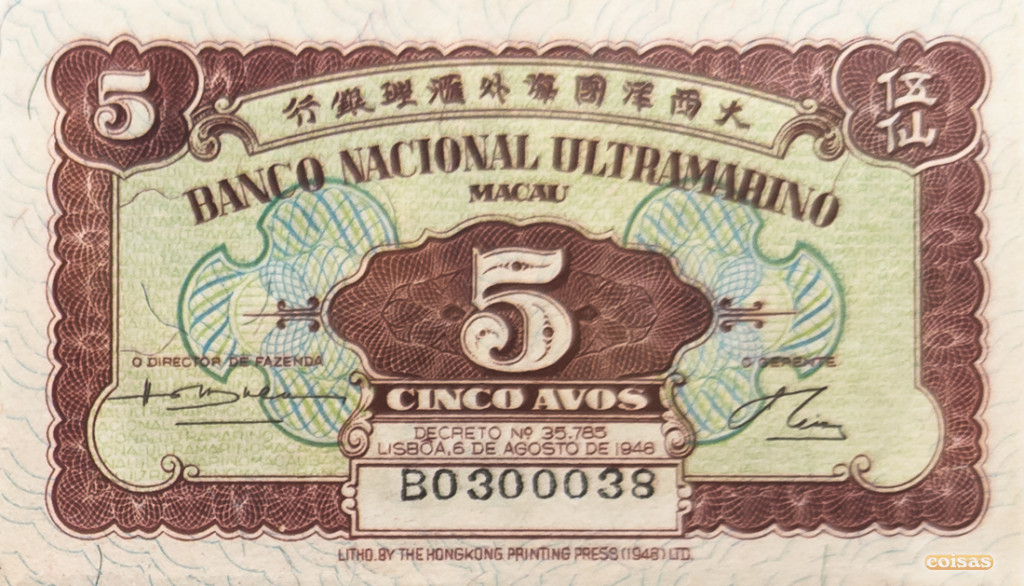 5
大西洋國海外滙理銀行
伍仙
BANCO NACIONAL ULTRAMARINO
MACAU
5
O DIRECTOR DE FAZENDA
O GERENTE
CINCO AVOS
DECRETO Nº 35.785
LISBOA, 6 DE AGOSTO DE 1946
B0300038
LITHO. BY THE HONGKONG PRINTING PRESS (1946) LTD.
coisas